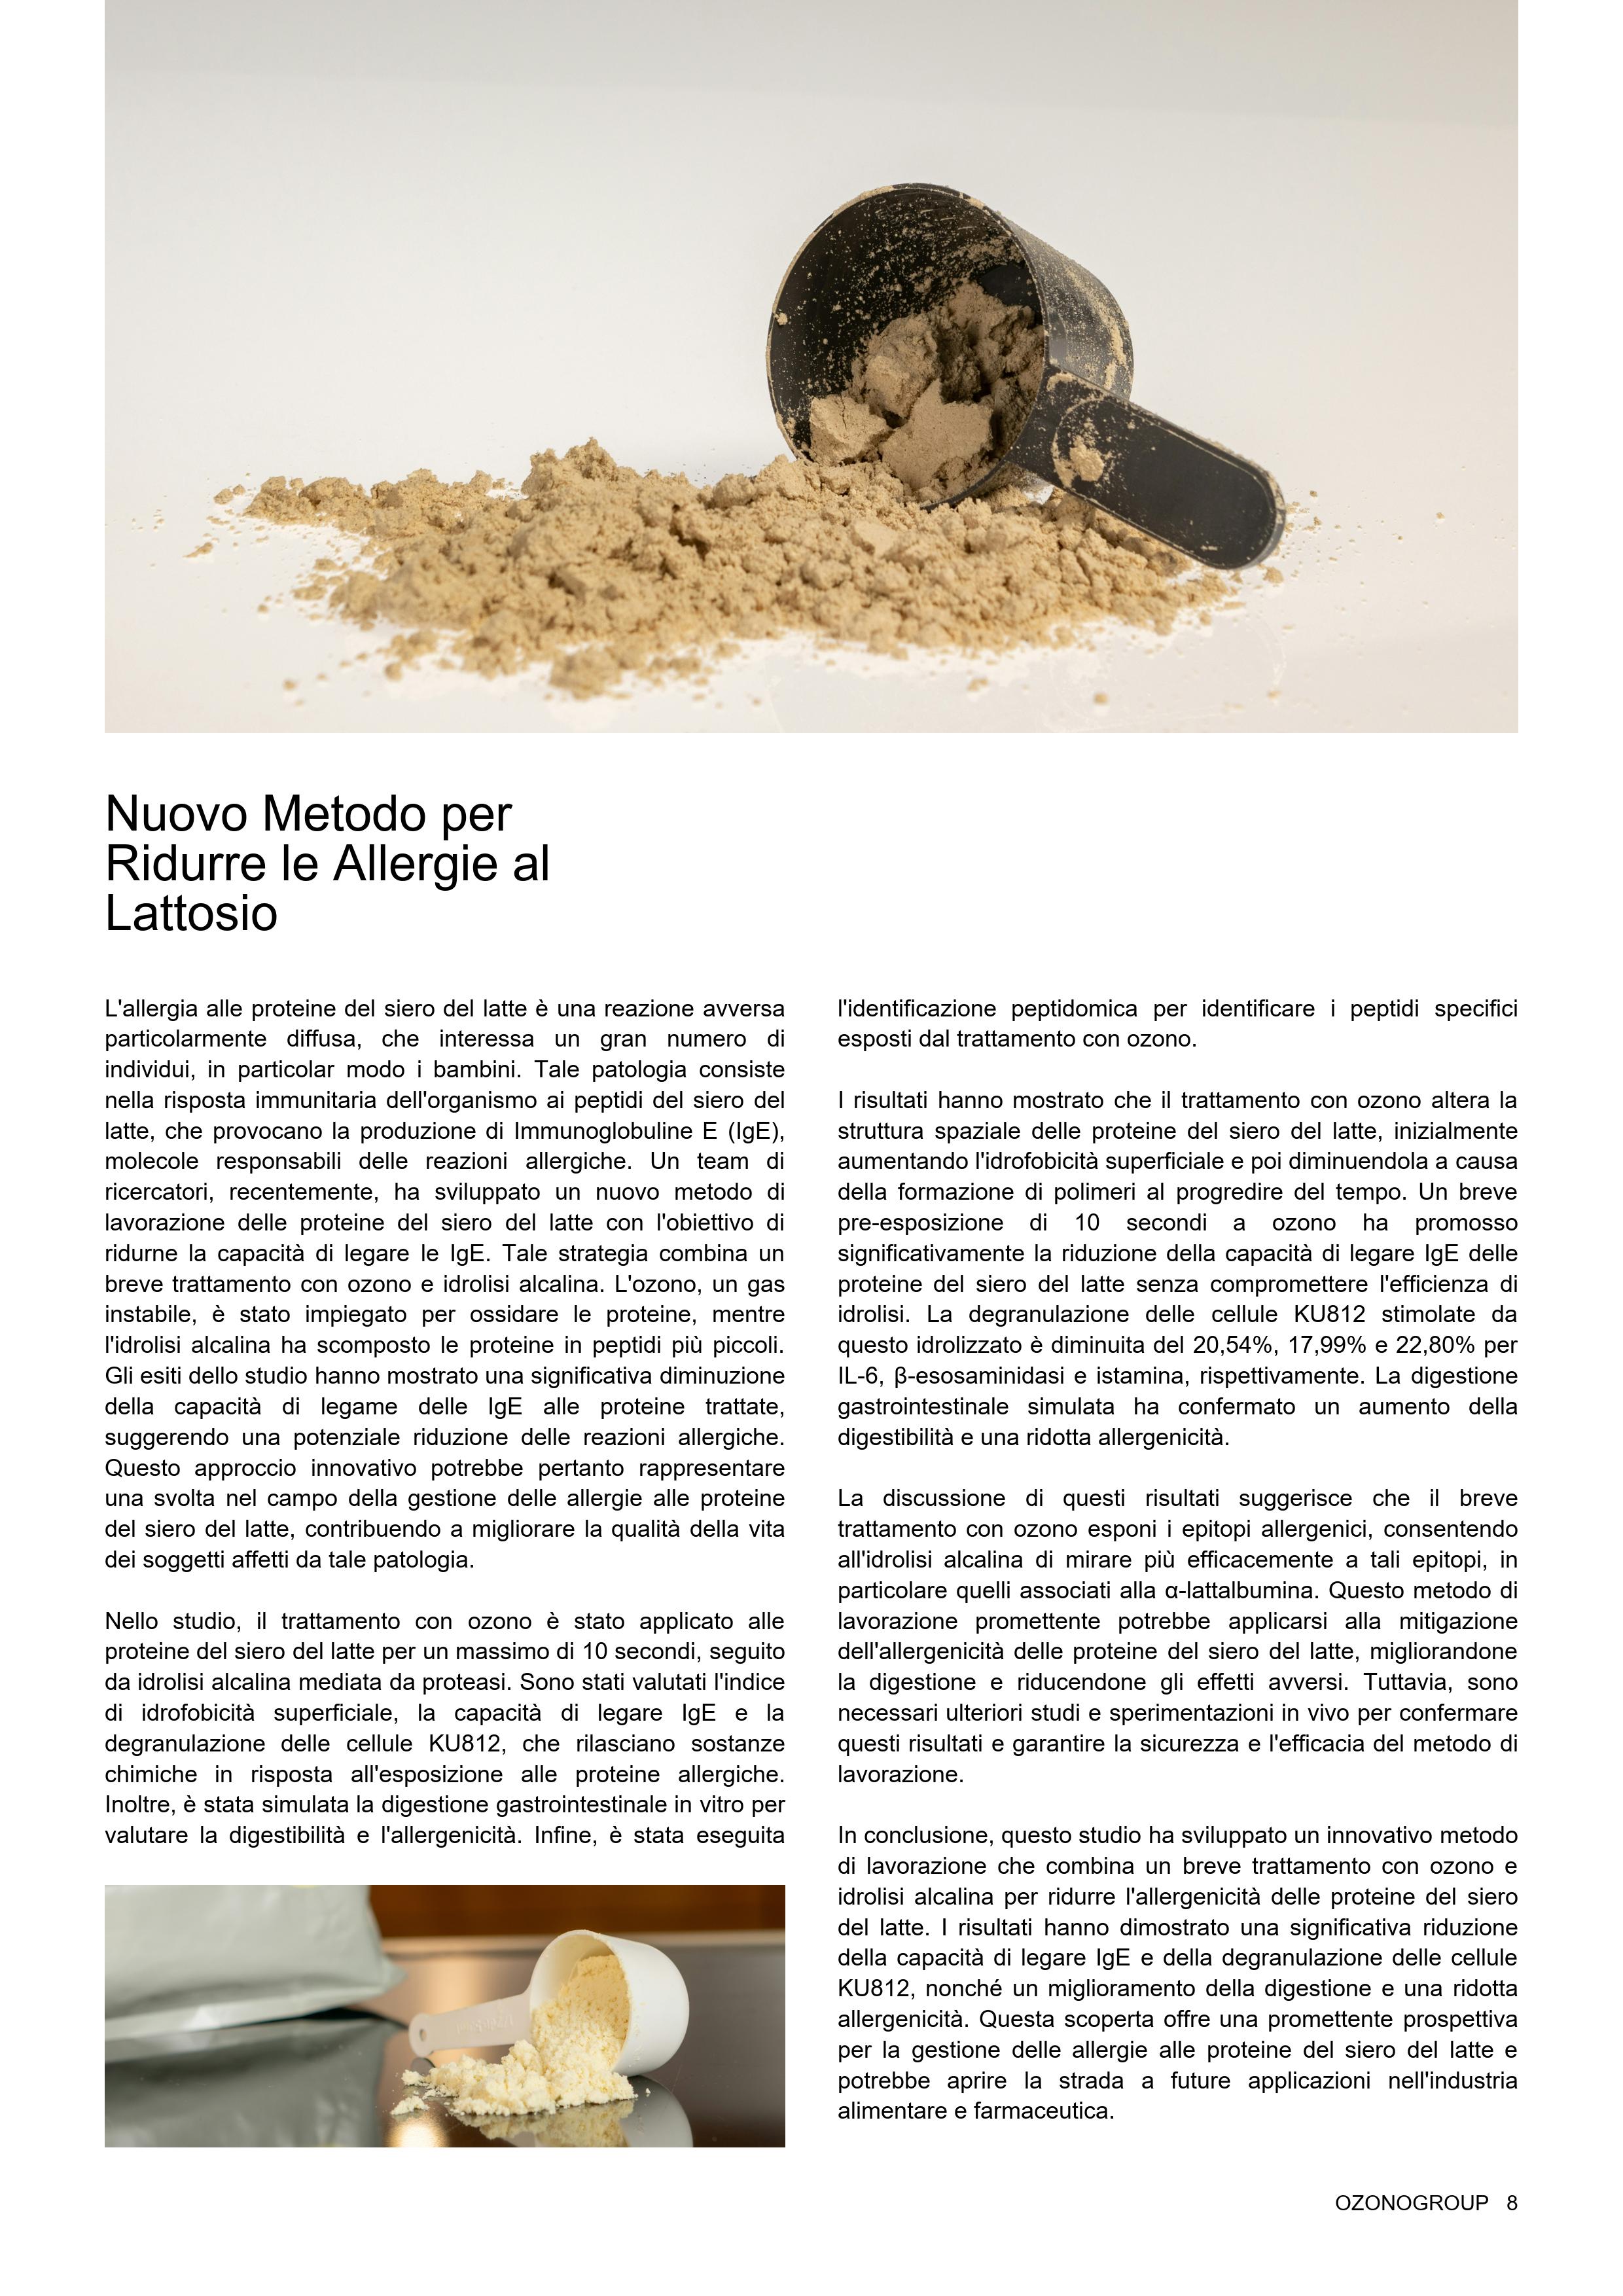 Nuovo Metodo per
Ridurre le Allergie al
Lattosio
L'allergia alle proteine del siero del latte è una reazione avversa
particolarmente diffusa, che interessa un gran numero di
individui, in particolar modo i bambini. Tale patologia consiste
nella risposta immunitaria dell'organismo ai peptidi del siero del
latte, che provocano la produzione di Immunoglobuline E (IgE),
molecole responsabili delle reazioni allergiche. Un team di
ricercatori, recentemente, ha sviluppato un nuovo metodo di
lavorazione delle proteine del siero del latte con l'obiettivo di
ridurne la capacità di legare le IgE. Tale strategia combina un
breve trattamento con ozono e idrolisi alcalina. L'ozono, un gas
instabile, è stato impiegato per ossidare le proteine, mentre
l'idrolisi alcalina ha scomposto le proteine in peptidi più piccoli.
Gli esiti dello studio hanno mostrato una significativa diminuzione
della capacità di legame delle IgE alle proteine trattate,
suggerendo una potenziale riduzione delle reazioni allergiche.
Questo approccio innovativo potrebbe pertanto rappresentare
una svolta nel campo della gestione delle allergie alle proteine
del siero del latte, contribuendo a migliorare la qualità della vita
dei soggetti affetti da tale patologia.
Nello studio, il trattamento con ozono è stato applicato alle
proteine del siero del latte per un massimo di 10 secondi, seguito
da idrolisi alcalina mediata da proteasi. Sono stati valutati l'indice
di idrofobicità superficiale, la capacità di legare IgE e la
degranulazione delle cellule KU812, che rilasciano sostanze
chimiche in risposta all'esposizione alle proteine allergiche.
Inoltre, è stata simulata la digestione gastrointestinale in vitro per
valutare la digestibilità e l'allergenicità. Infine, è stata eseguita
l'identificazione peptidomica per identificare i peptidi specifici
esposti dal trattamento con ozono.
I risultati hanno mostrato che il trattamento con ozono altera la
struttura spaziale delle proteine del siero del latte, inizialmente
aumentando l'idrofobicità superficiale e poi diminuendola a causa
della formazione di polimeri al progredire del tempo. Un breve
pre-esposizione di 10 secondi a ozono ha promosso
significativamente la riduzione della capacità di legare IgE delle
proteine del siero del latte senza compromettere l'efficienza di
idrolisi. La degranulazione delle cellule KU812 stimolate da
questo idrolizzato è diminuita del 20,54%, 17,99% e 22,80% per
IL-6, β-esosaminidasi e istamina, rispettivamente. La digestione
gastrointestinale simulata ha confermato un aumento della
digestibilità e una ridotta allergenicità.
La discussione di questi risultati suggerisce che il breve
trattamento con ozono esponi i epitopi allergenici, consentendo
all'idrolisi alcalina di mirare più efficacemente a tali epitopi, in
particolare quelli associati alla α-lattalbumina. Questo metodo di
lavorazione promettente potrebbe applicarsi alla mitigazione
dell'allergenicità delle proteine del siero del latte, migliorandone
la digestione e riducendone gli effetti avversi. Tuttavia, sono
necessari ulteriori studi e sperimentazioni in vivo per confermare
questi risultati e garantire la sicurezza e l'efficacia del metodo di
lavorazione.
In conclusione, questo studio ha sviluppato un innovativo metodo
di lavorazione che combina un breve trattamento con ozono e
idrolisi alcalina per ridurre l'allergenicità delle proteine del siero
del latte. I risultati hanno dimostrato una significativa riduzione
della capacità di legare IgE e della degranulazione delle cellule
KU812, nonché un miglioramento della digestione e una ridotta
allergenicità. Questa scoperta offre una promettente prospettiva
per la gestione delle allergie alle proteine del siero del latte e
potrebbe aprire la strada a future applicazioni nell'industria
alimentare e farmaceutica.
OZONOGROUP 8